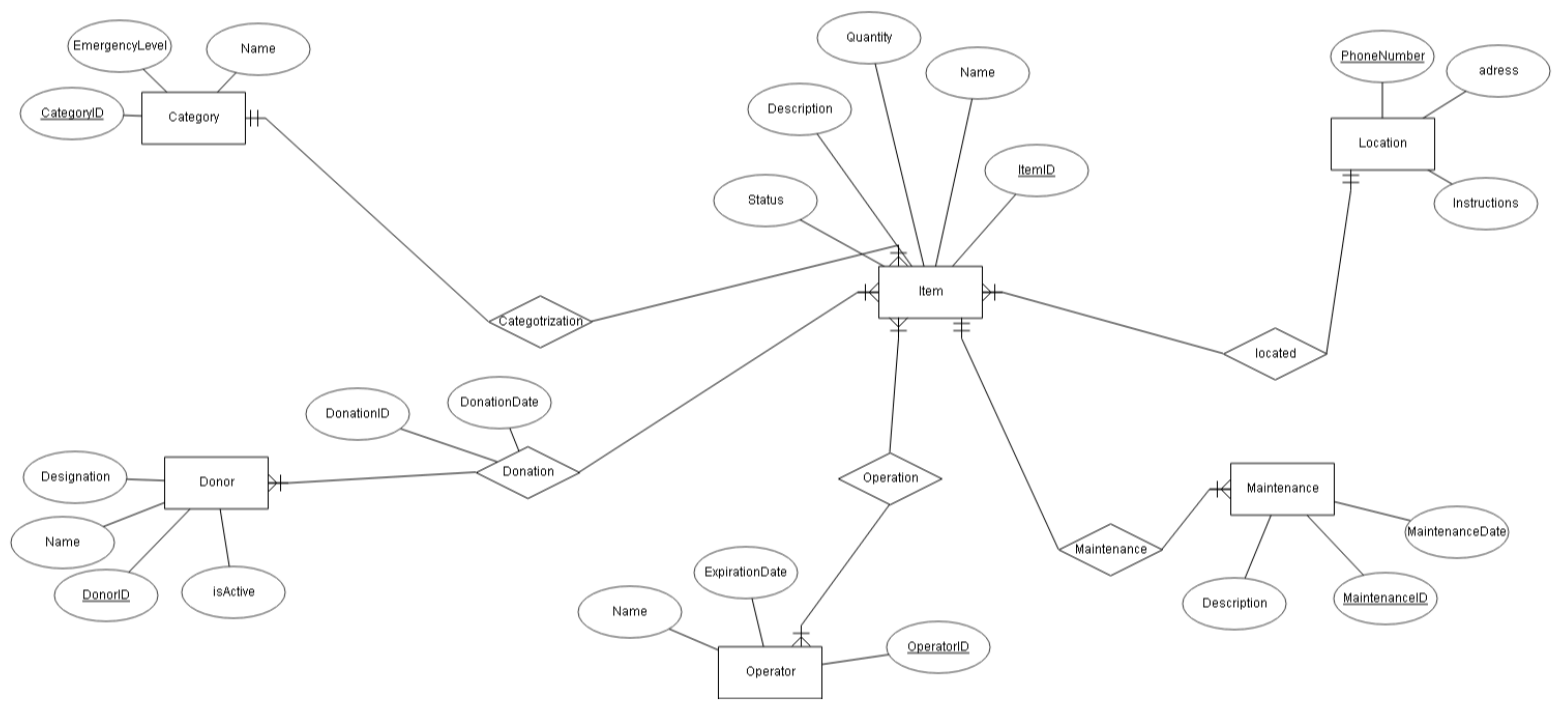 EmergencyLevel
Name
CategoryID
Category
Quantity
Name
Description
ItemID
Status
Item
PhoneNumber
adress
Location
Instructions
Categotrization
located
DonationID
DonationDate
Donation
Designation
Donor
Name
DonorID
isActive
Operation
Name
ExpirationDate
OperatorID
Operator
Maintenance
Maintenance
MaintenanceDate
Description
MaintenanceID